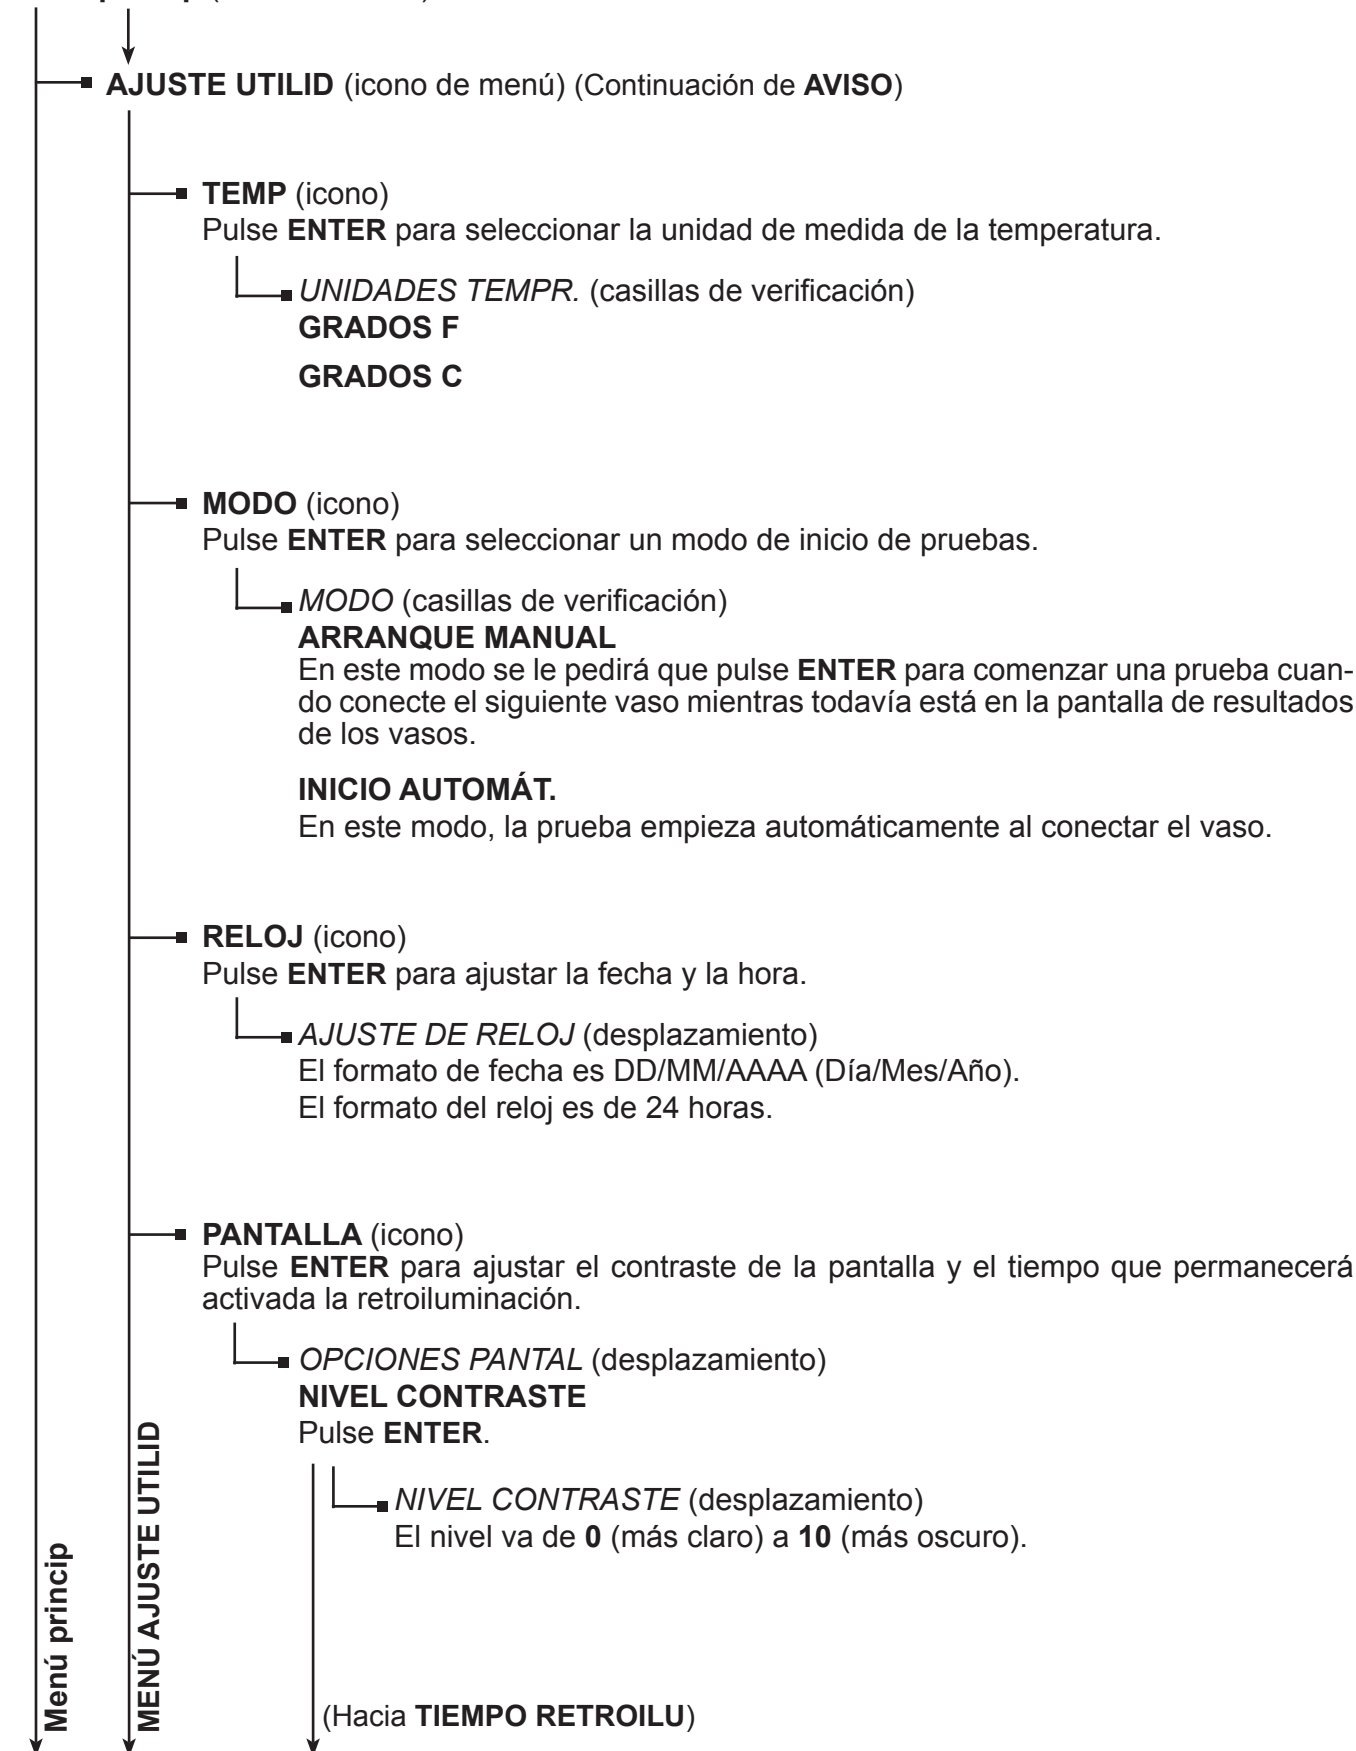 AJUSTE UTILID (icono de menú) (Continuación de AVISO)
TEMP (icono)
Pulse ENTER para seleccionar la unidad de medida de la temperatura.
UNIDADES TEMPR. (casillas de verificación)
GRADOS F
GRADOS C
MODO (icono)
Pulse ENTER para seleccionar un modo de inicio de pruebas.
MODO (casillas de verificación)
ARRANQUE MANUAL
En este modo se le pedirá que pulse ENTER para comenzar una prueba cuan-
do conecte el siguiente vaso mientras todavía está en la pantalla de resultados
de los vasos.
INICIO AUTOMÁT.
En este modo, la prueba empieza automáticamente al conectar el vaso.
RELOJ (icono)
Pulse ENTER para ajustar la fecha y la hora.
AJUSTE DE RELOJ (desplazamiento)
El formato de fecha es DD/MM/AAAA (Día/Mes/Año).
El formato del reloj es de 24 horas.
PANTALLA (icono)
Pulse ENTER para ajustar el contraste de la pantalla y el tiempo que permanecerá
activada la retroiluminación.
OPCIONES PANTAL (desplazamiento)
NIVEL CONTRASTE
Pulse ENTER.
NIVEL CONTRASTE (desplazamiento)
El nivel va de 0 (más claro) a 10 (más oscuro).
(Hacia TIEMPO RETROILU)
Menú princip
MENÚ AJUSTE UTILID